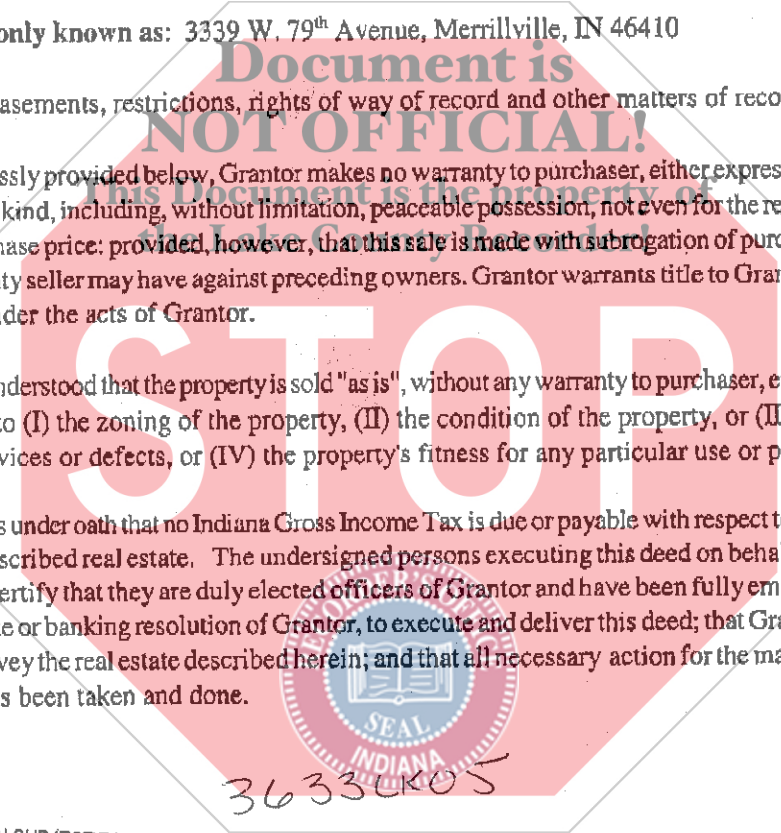 only known as: 3339 W. 79th Avenue, Merrillville, IN 46410
Document is
asements, restrictions, rights of way of record and other matters of reco
NOT OFFICIAL!
ssly provided below, Grantor makes no warranty to purchaser, either expres
This Document is the property of
kind, including, without limitation, peaceable possession, not even for the re
the Lake County Recorder!
hase price: provided, however, that this sale is made with subrogation of purc
ty seller may have against preceding owners. Grantor warrants title to Gran
der the acts of Grantor.
STOP
nderstood that the property is sold "as is", without any warranty to purchaser, e
to (I) the zoning of the property, (II) the condition of the property, or (II
vices or defects, or (IV) the property's fitness for any particular use or p
s under oath that no Indiana Gross Income Tax is due or payable with respect t
scribed real estate. The undersigned persons executing this deed on beha
ertify that they are duly elected officers of Grantor and have been fully em
e or banking resolution of Grantor, to execute and deliver this deed; that Gra
vey the real estate described herein; and that all necessary action for the ma
s been taken and done.
SEAL
INDIANA
3633LK05